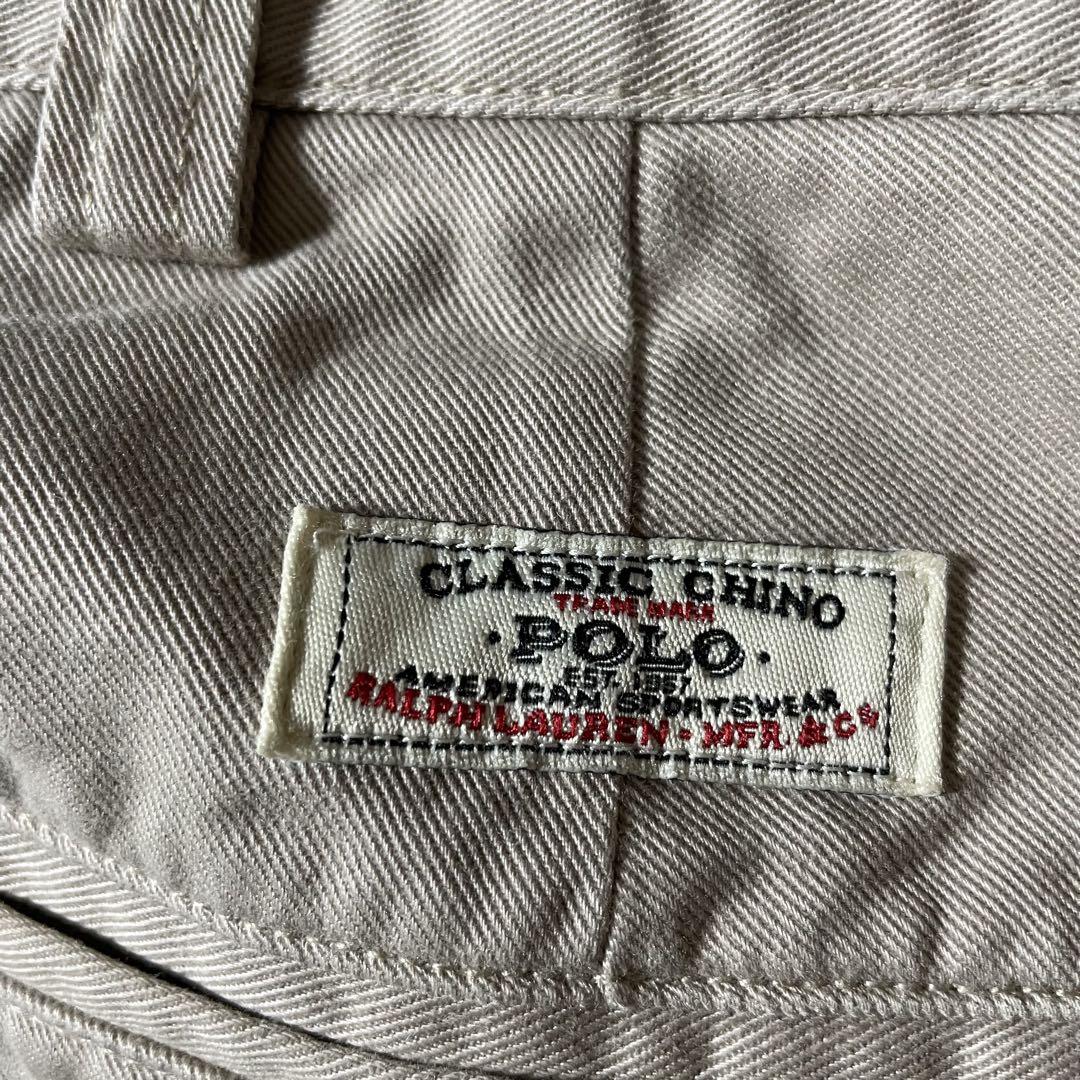 CLASSIC CHINO
TRADE MARK
· POLO ·
EST. 1967
AMERICAN SPORTSWEAR
RALPH LAUREN · MFR. & Co